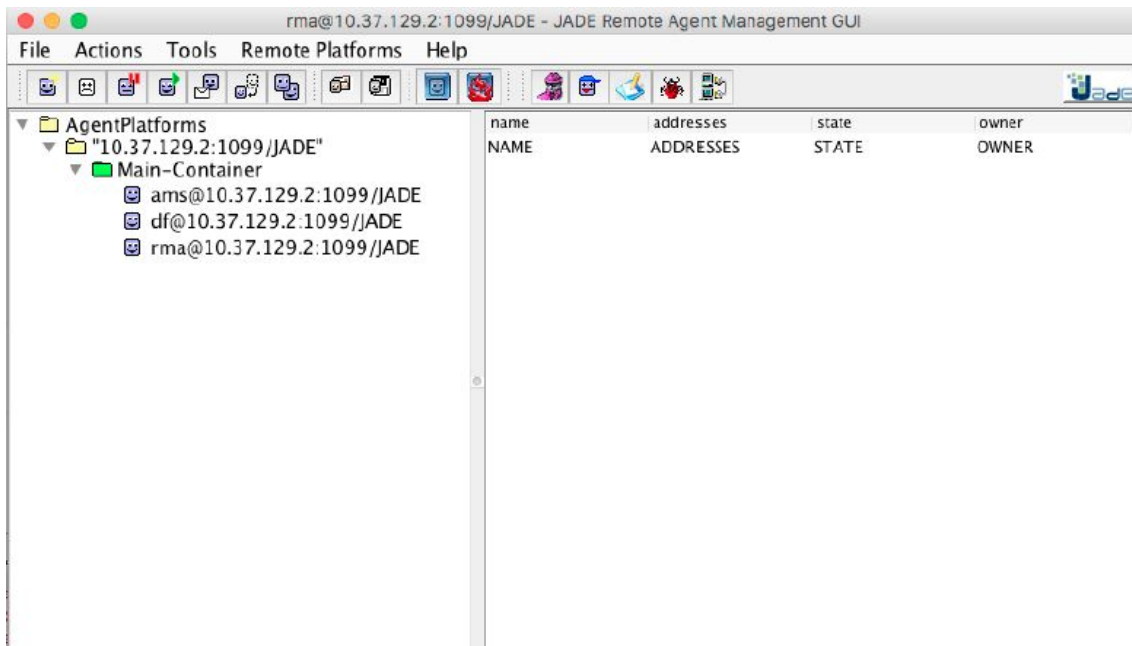 rma@10.37.129.2:1099/JADE - JADE Remote Agent Management GUI
File Actions Tools Remote Platforms Help
Jade
AgentPlatforms
"10.37.129.2:1099/JADE"
Main-Container
ams@10.37.129.2:1099/JADE
df@10.37.129.2:1099/JADE
rma@10.37.129.2:1099/JADE
name addresses state owner
NAME ADDRESSES STATE OWNER